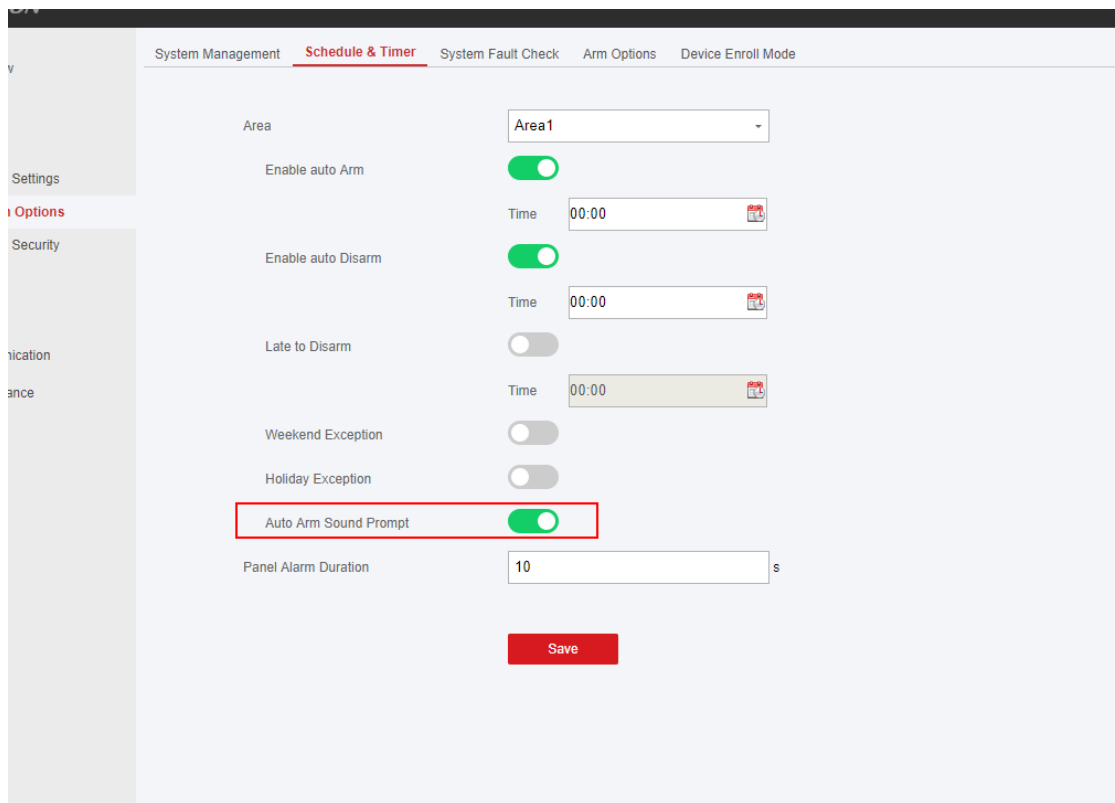 System Management Schedule & Timer System Fault Check Arm Options Device Enroll Mode
Area Area1
Enable auto Arm
Settings
Options
Time 00:00
Security
Enable auto Disarm
Time 00:00
Late to Disarm
Time 00:00
Weekend Exception
Holiday Exception
Auto Arm Sound Prompt
Panel Alarm Duration 10 s
Save